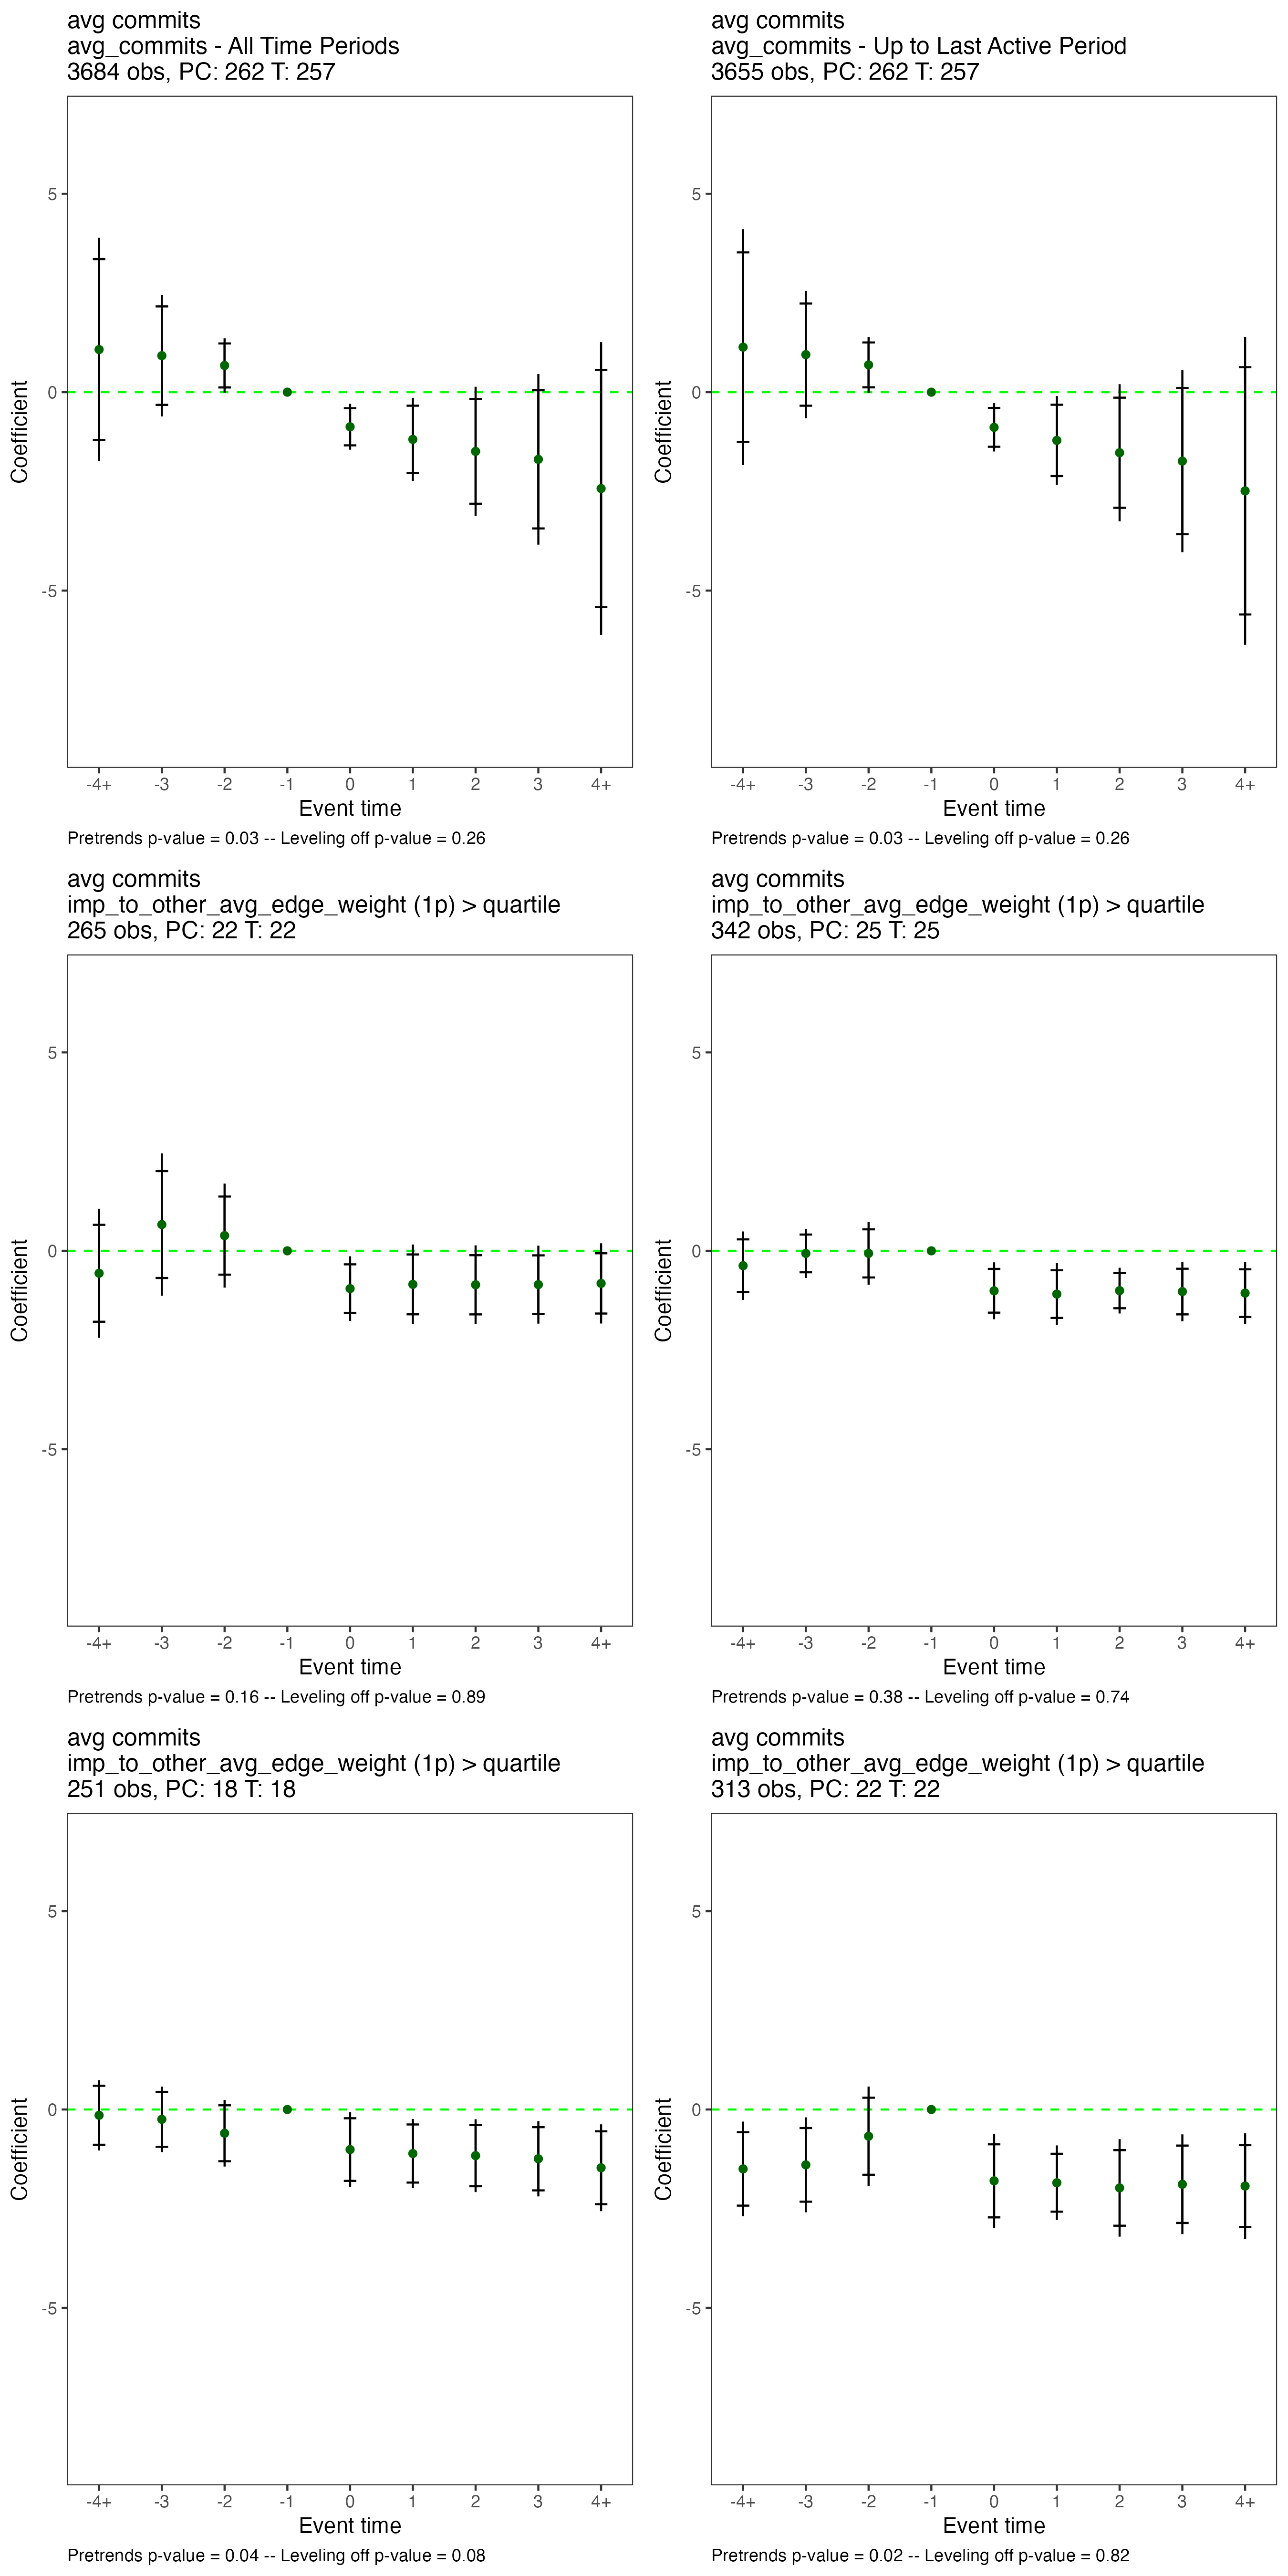 avg commits
avg_commits - All Time Periods
3684 obs, PC: 262 T: 257
5
0
-5
Coefficient
-4+ -3 -2 -1 0 1 2 3 4+
Event time
Pretrends p-value = 0.03 -- Leveling off p-value = 0.26
avg commits
avg_commits - Up to Last Active Period
3655 obs, PC: 262 T: 257
5
0
-5
Coefficient
-4+ -3 -2 -1 0 1 2 3 4+
Event time
Pretrends p-value = 0.03 -- Leveling off p-value = 0.26
avg commits
imp_to_other_avg_edge_weight (1p) > quartile
265 obs, PC: 22 T: 22
5
0
-5
Coefficient
-4+ -3 -2 -1 0 1 2 3 4+
Event time
Pretrends p-value = 0.16 -- Leveling off p-value = 0.89
avg commits
imp_to_other_avg_edge_weight (1p) > quartile
342 obs, PC: 25 T: 25
5
0
-5
Coefficient
-4+ -3 -2 -1 0 1 2 3 4+
Event time
Pretrends p-value = 0.38 -- Leveling off p-value = 0.74
avg commits
imp_to_other_avg_edge_weight (1p) > quartile
251 obs, PC: 18 T: 18
5
0
-5
Coefficient
-4+ -3 -2 -1 0 1 2 3 4+
Event time
Pretrends p-value = 0.04 -- Leveling off p-value = 0.08
avg commits
imp_to_other_avg_edge_weight (1p) > quartile
313 obs, PC: 22 T: 22
5
0
-5
Coefficient
-4+ -3 -2 -1 0 1 2 3 4+
Event time
Pretrends p-value = 0.02 -- Leveling off p-value = 0.82